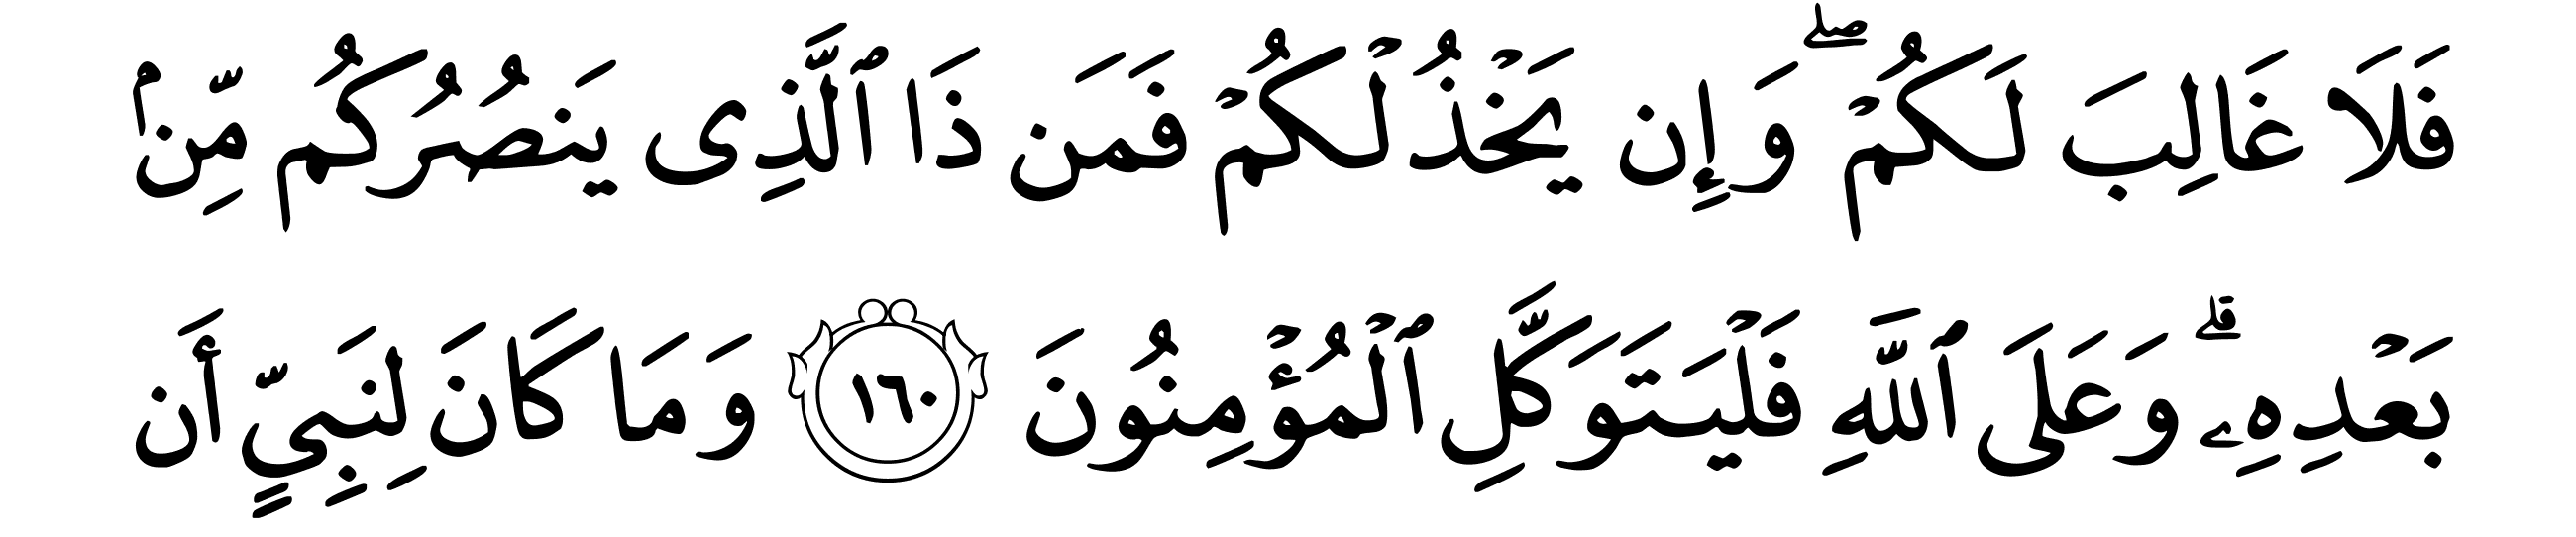 فَلَا غَالِبَ لَكُمۡۖ وَإِن يَخۡذُلۡكُمۡ فَمَن ذَا ٱلَّذِى يَنصُرُكُم مِّنۢ
بَعۡدِهِۦۗ وَعَلَى ٱللَّهِ فَلۡيَتَوَكَّلِ ٱلۡمُؤۡمِنُونَ ١٦٠ وَمَا كَانَ لِنَبِيٍّ أَن